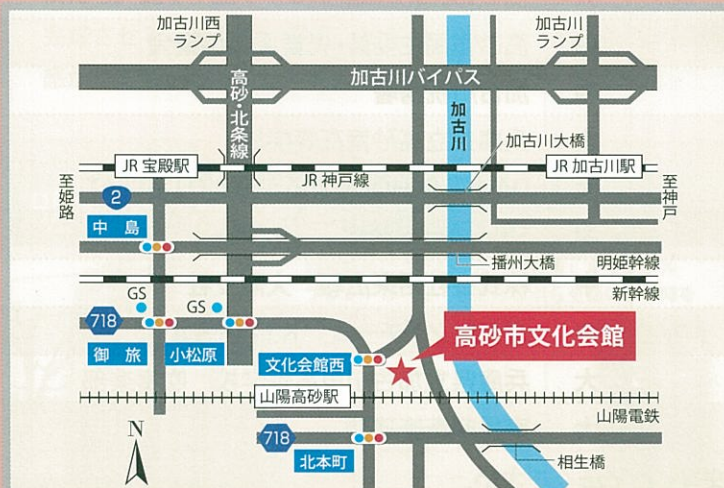 加古川西
ランプ
加古川
ランプ
加古川バイパス
高砂・北条線
加古川
加古川大橋
JR 宝殿駅
JR 神戸線
JR 加古川駅
至姫路
至神戸
2
中島
播州大橋
明姫幹線
新幹線
GS
GS
718
御旅
小松原
高砂市文化会館
文化会館西
山陽高砂駅
山陽電鉄
N
718
北本町
相生橋